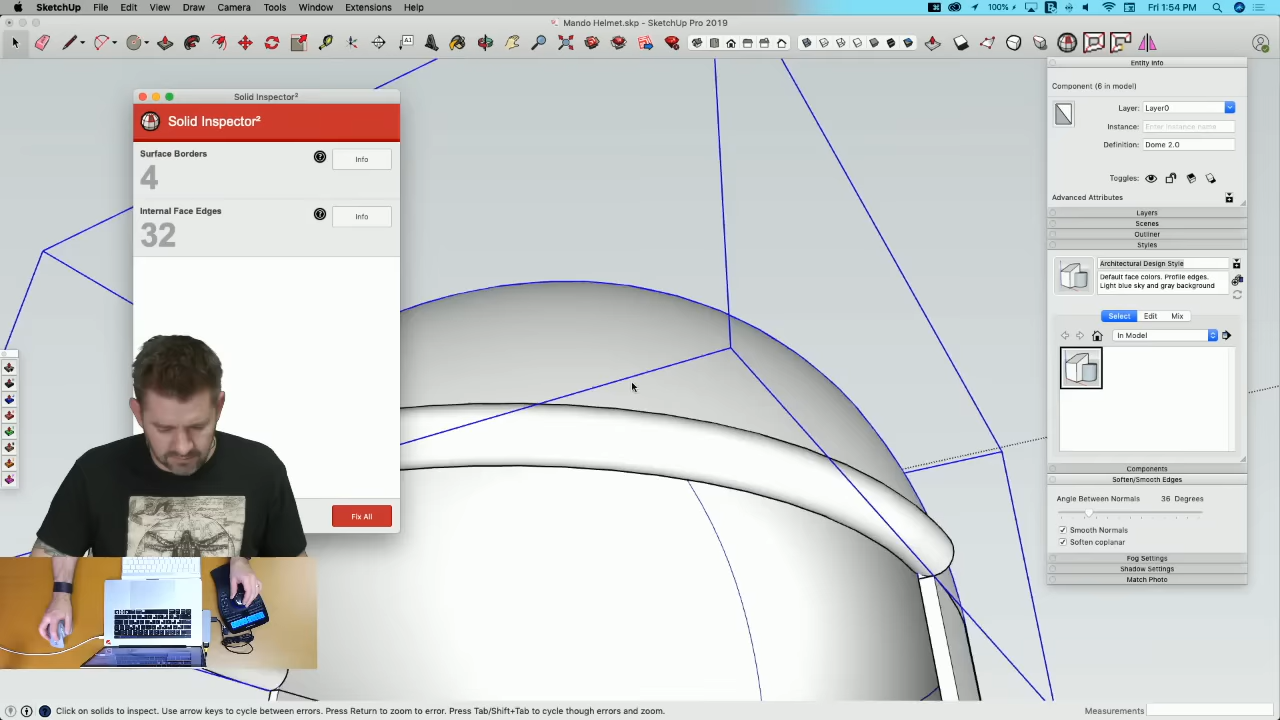 SketchUp File Edit View Camera Draw Tools Window Extensions Help
100% Fri 1:54 PM
Mando Helmet.skp - SketchUp Pro 2019
Solid Inspector²
Solid Inspector²
Surface Borders
4
Info
Internal Face Edges
32
Info
Fix All
Entity Info
Component (6 in model)
Layer: Layer0
Instance: Enter instance name
Definition: Dome 2.0
Toggles:
Advanced Attributes
Layers
Scenes
Outliner
Styles
Architectural Design Style
Default face colors. Profile edges.
Light blue sky and gray background
Select Edit Mix
In Model
Components
Soften/Smooth Edges
Angle Between Normals 36 Degrees
Smooth Normals
Soften coplanar
Fog Settings
Shadow Settings
Match Photo
Click on solids to inspect. Use arrow keys to cycle between errors. Press Return to zoom to error. Press Tab/Shift+Tab to cycle though errors and zoom.
Measurements